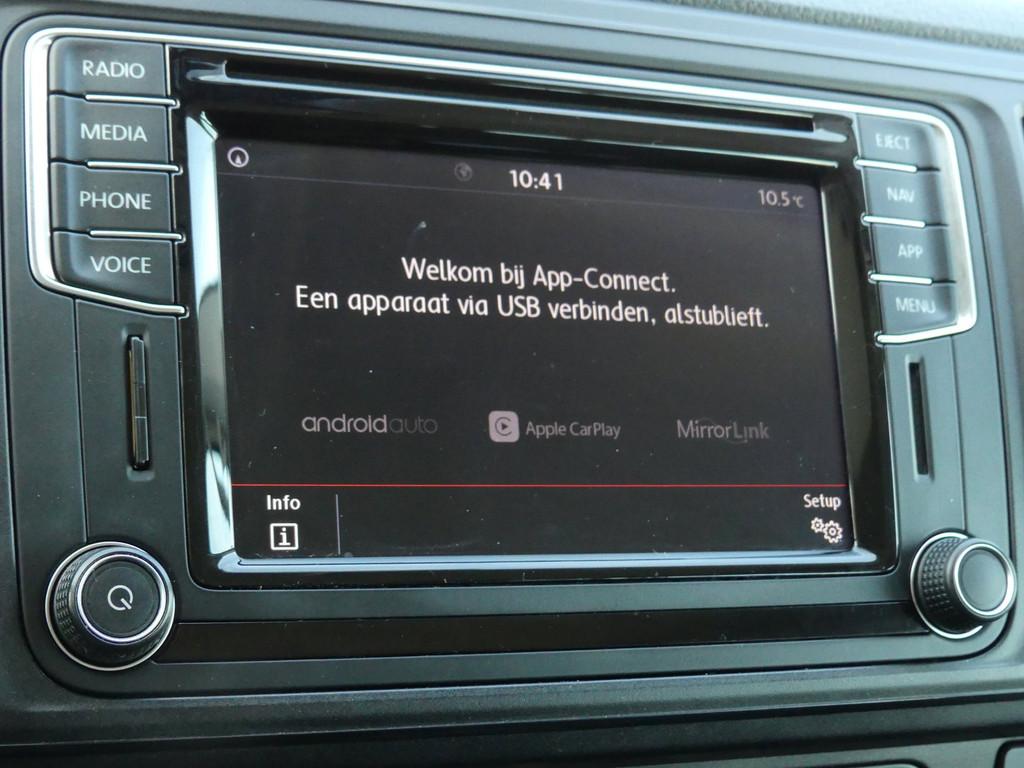 RADIO
MEDIA
PHONE
VOICE
10:41
10.5 °C
Welkom bij App-Connect.
Een apparaat via USB verbinden, alstublieft.
androidauto
Apple CarPlay
MirrorLink
Info
Setup
EJECT
NAV
APP
MENU